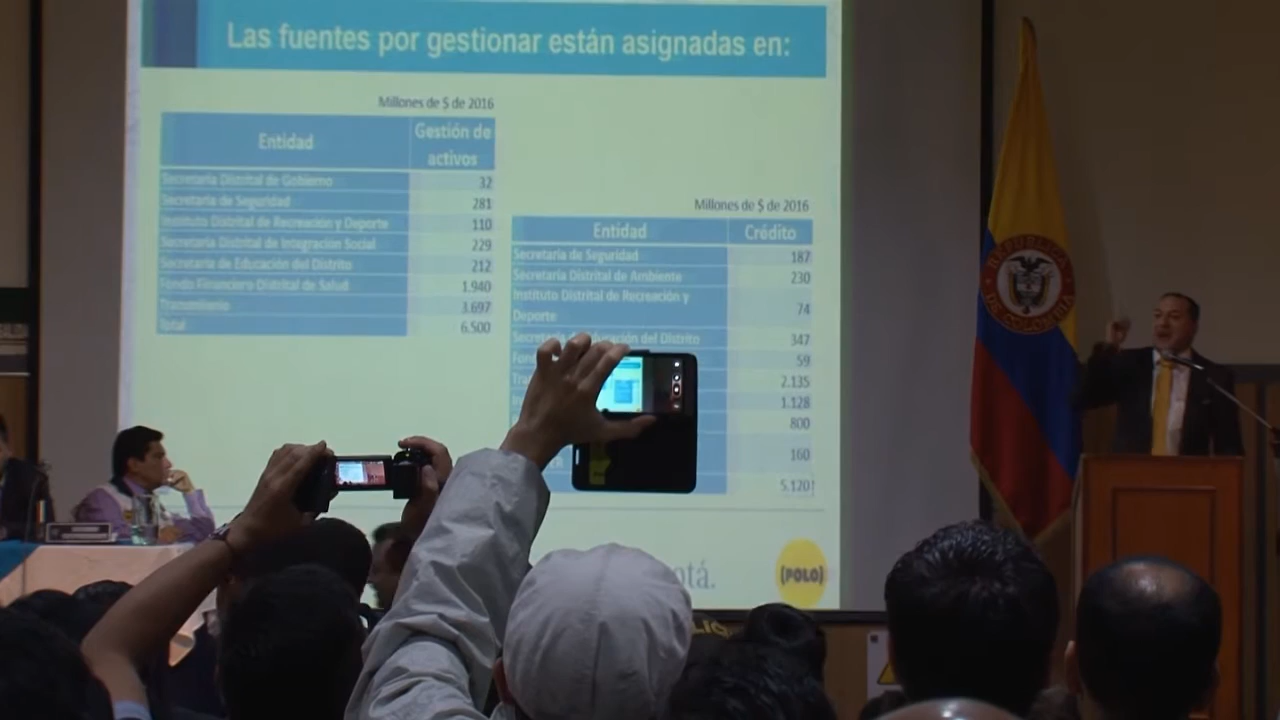 Las fuentes por gestionar están asignadas en:
Millones de $ de 2016
Entidad Gestión de activos
Secretaría Distrital de Gobierno 32
Secretaría de Seguridad 281
Instituto Distrital de Recreación y Deporte 110
Secretaría Distrital de Integración Social 229
Secretaría de Educación del Distrito 212
Fondo Financiero Distrital de Salud 1.940
Transmilenio 3.697
Total 6.500
Millones de $ de 2016
Entidad Crédito
Secretaría de Seguridad 187
Secretaría Distrital de Ambiente 230
Instituto Distrital de Recreación y
Deporte 74
del Distrito 347
59
2.135
1.128
800
160
5.120
(POLO)
REPUBLICA
DE COLOMBIA